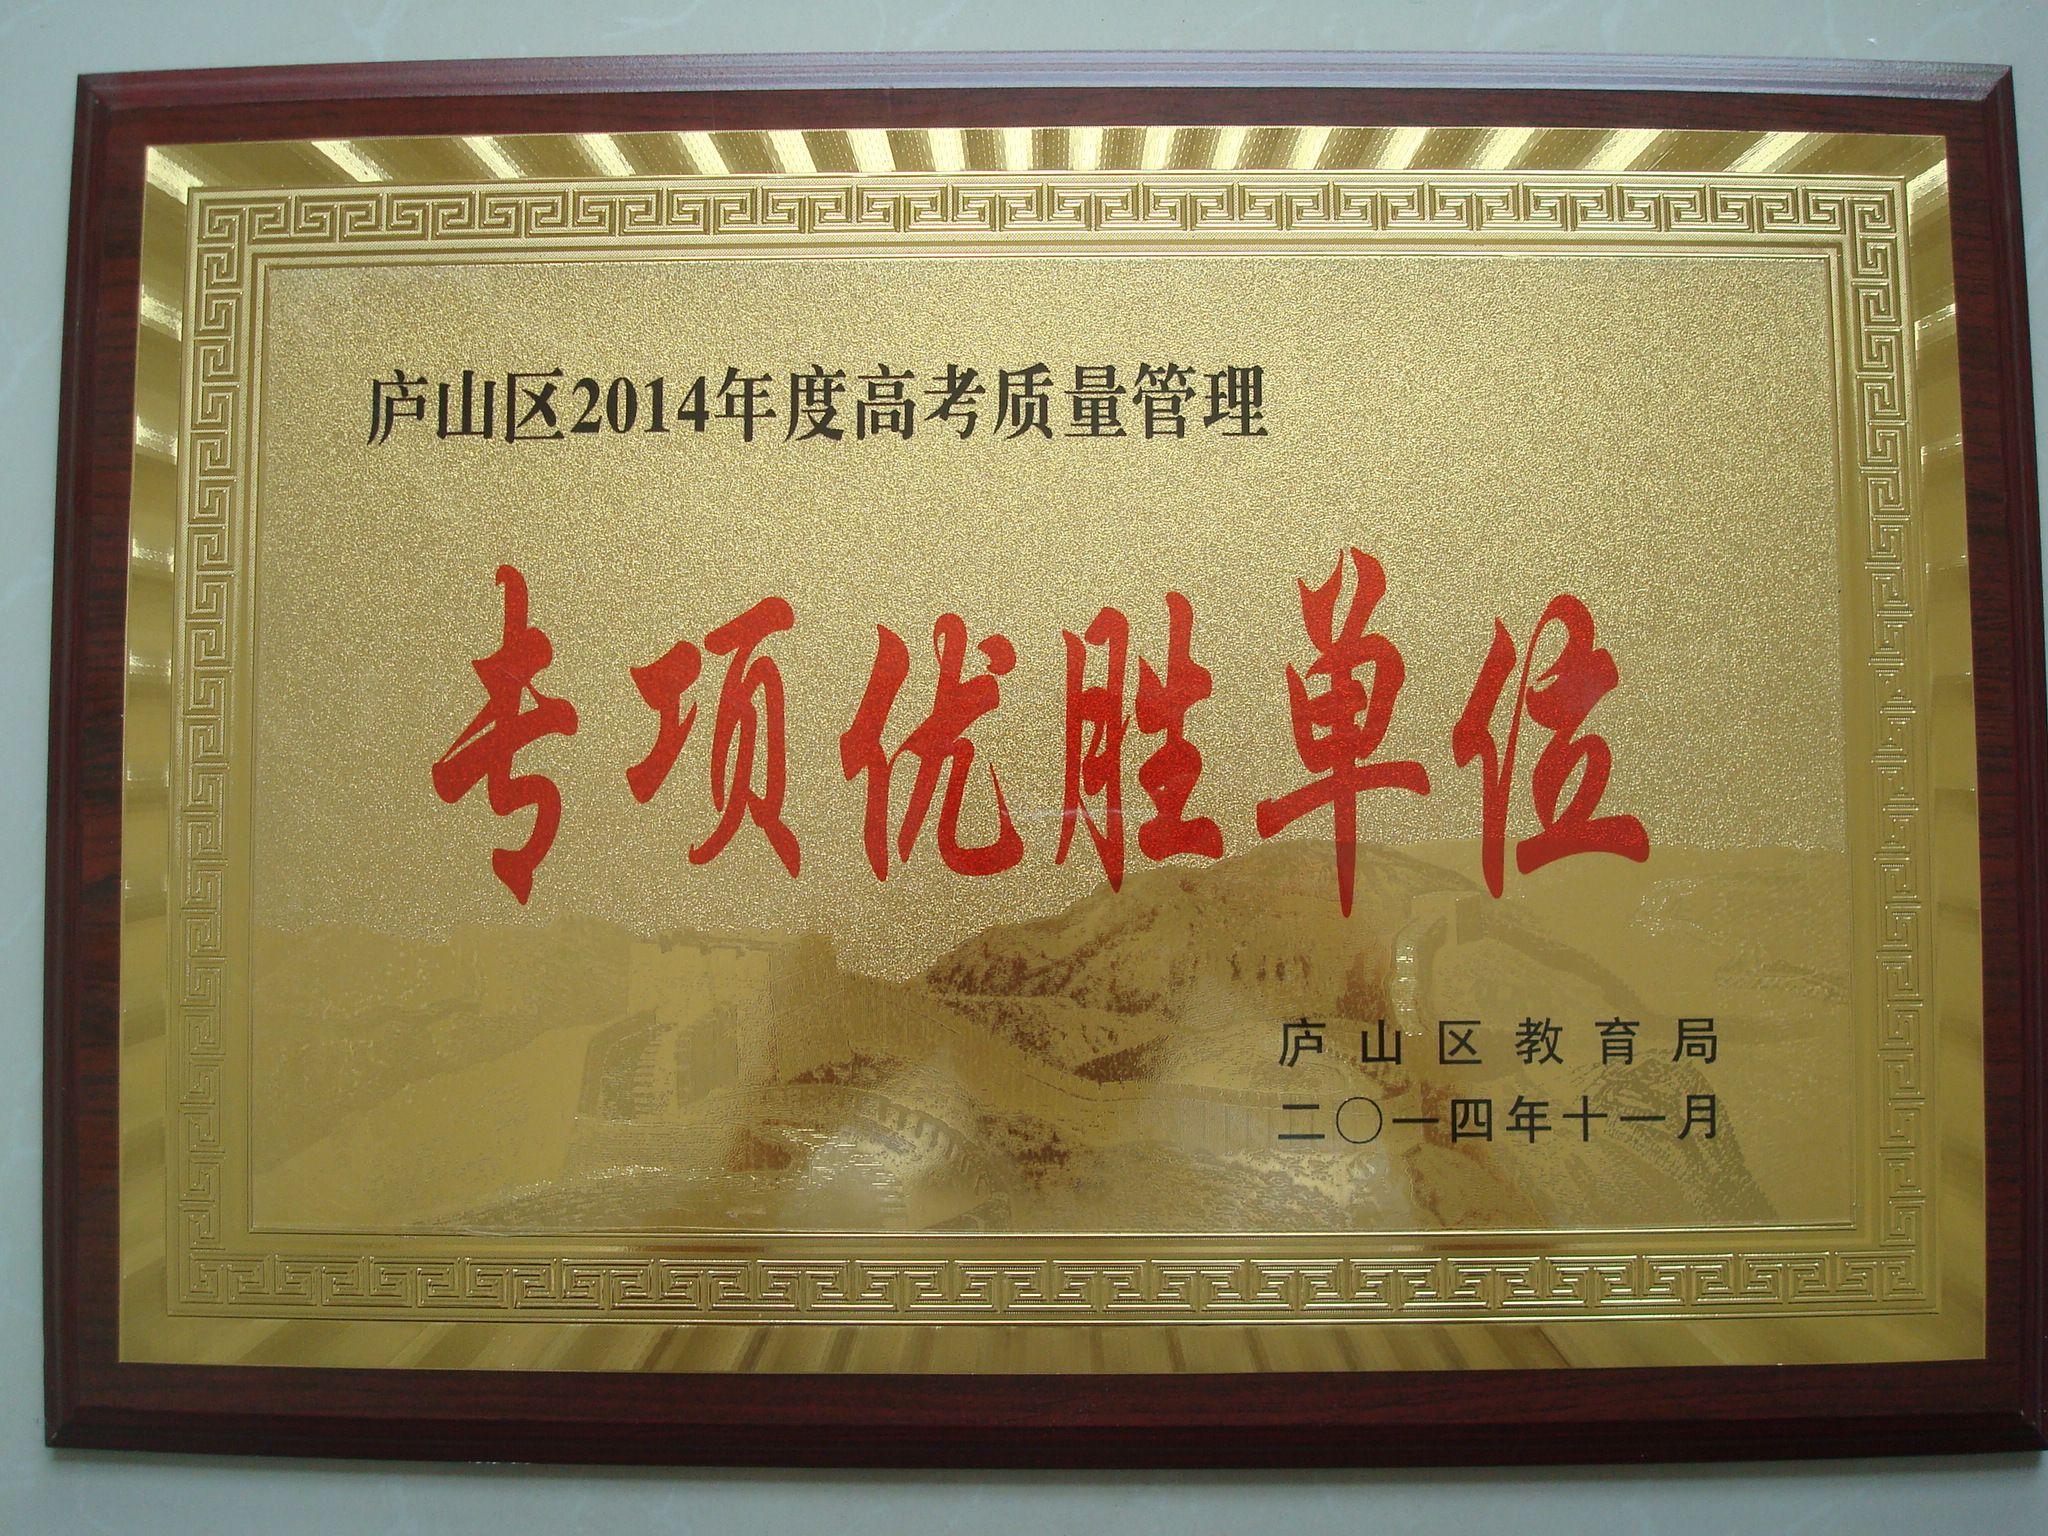 庐山区2014年度高考质量管理
专项优胜单位
庐山区教育局
二〇一四年十一月